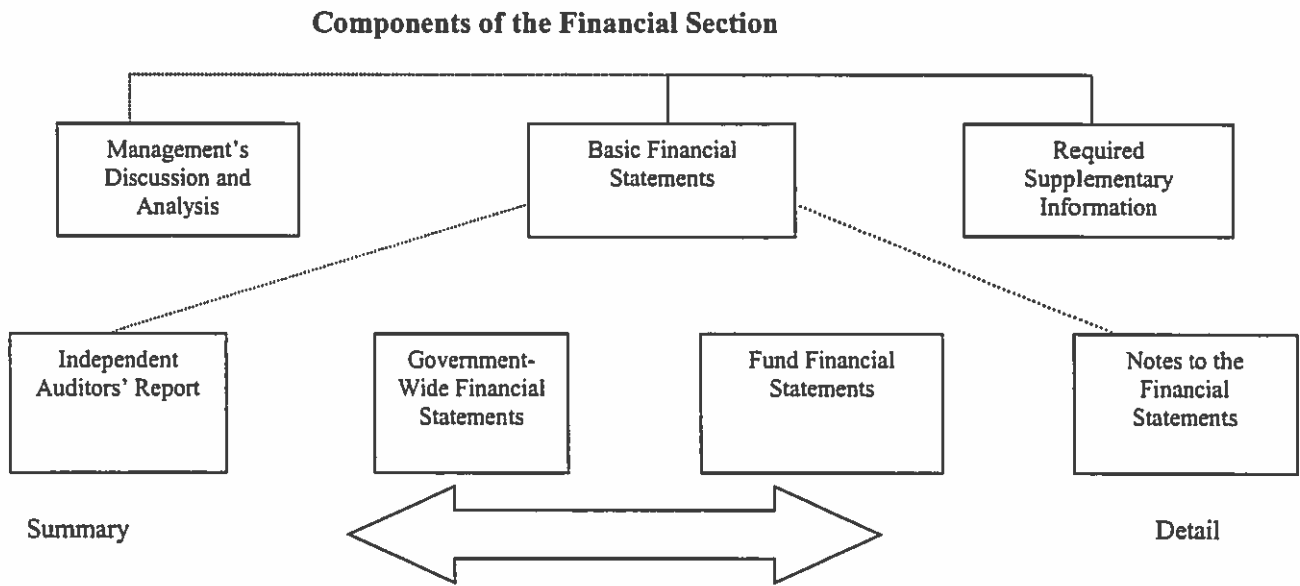 Components of the Financial Section
Management's
Discussion and
Analysis
Basic Financial
Statements
Required
Supplementary
Information
Independent
Auditors' Report
Government-
Wide Financial
Statements
Fund Financial
Statements
Notes to the
Financial
Statements
Summary
Detail